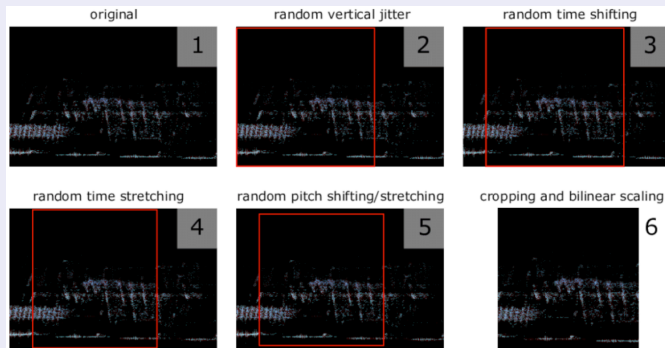 original
1
random vertical jitter
2
random time shifting
3
random time stretching
4
random pitch shifting/stretching
5
cropping and bilinear scaling
6